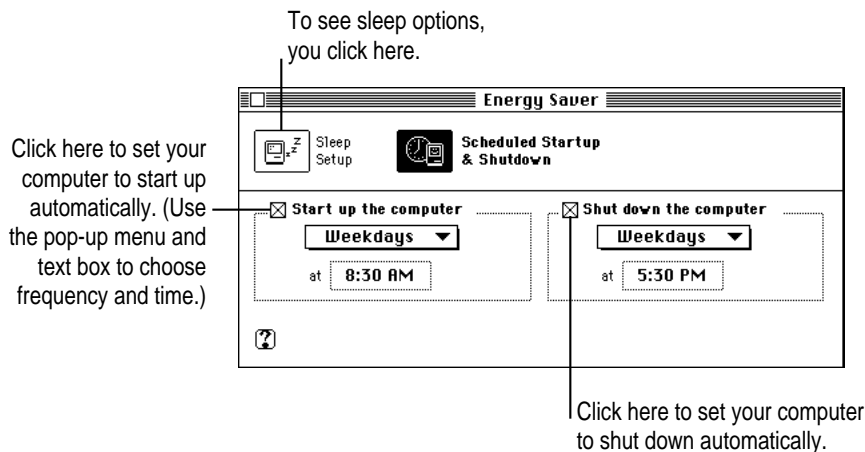 To see sleep options,
you click here.
Energy Saver
Click here to set your
computer to start up
automatically. (Use
the pop-up menu and
text box to choose
frequency and time.)
Sleep
Setup
Scheduled Startup
& Shutdown
Start up the computer
Weekdays
at 8:30 AM
Shut down the computer
Weekdays
at 5:30 PM
?
Click here to set your computer
to shut down automatically.